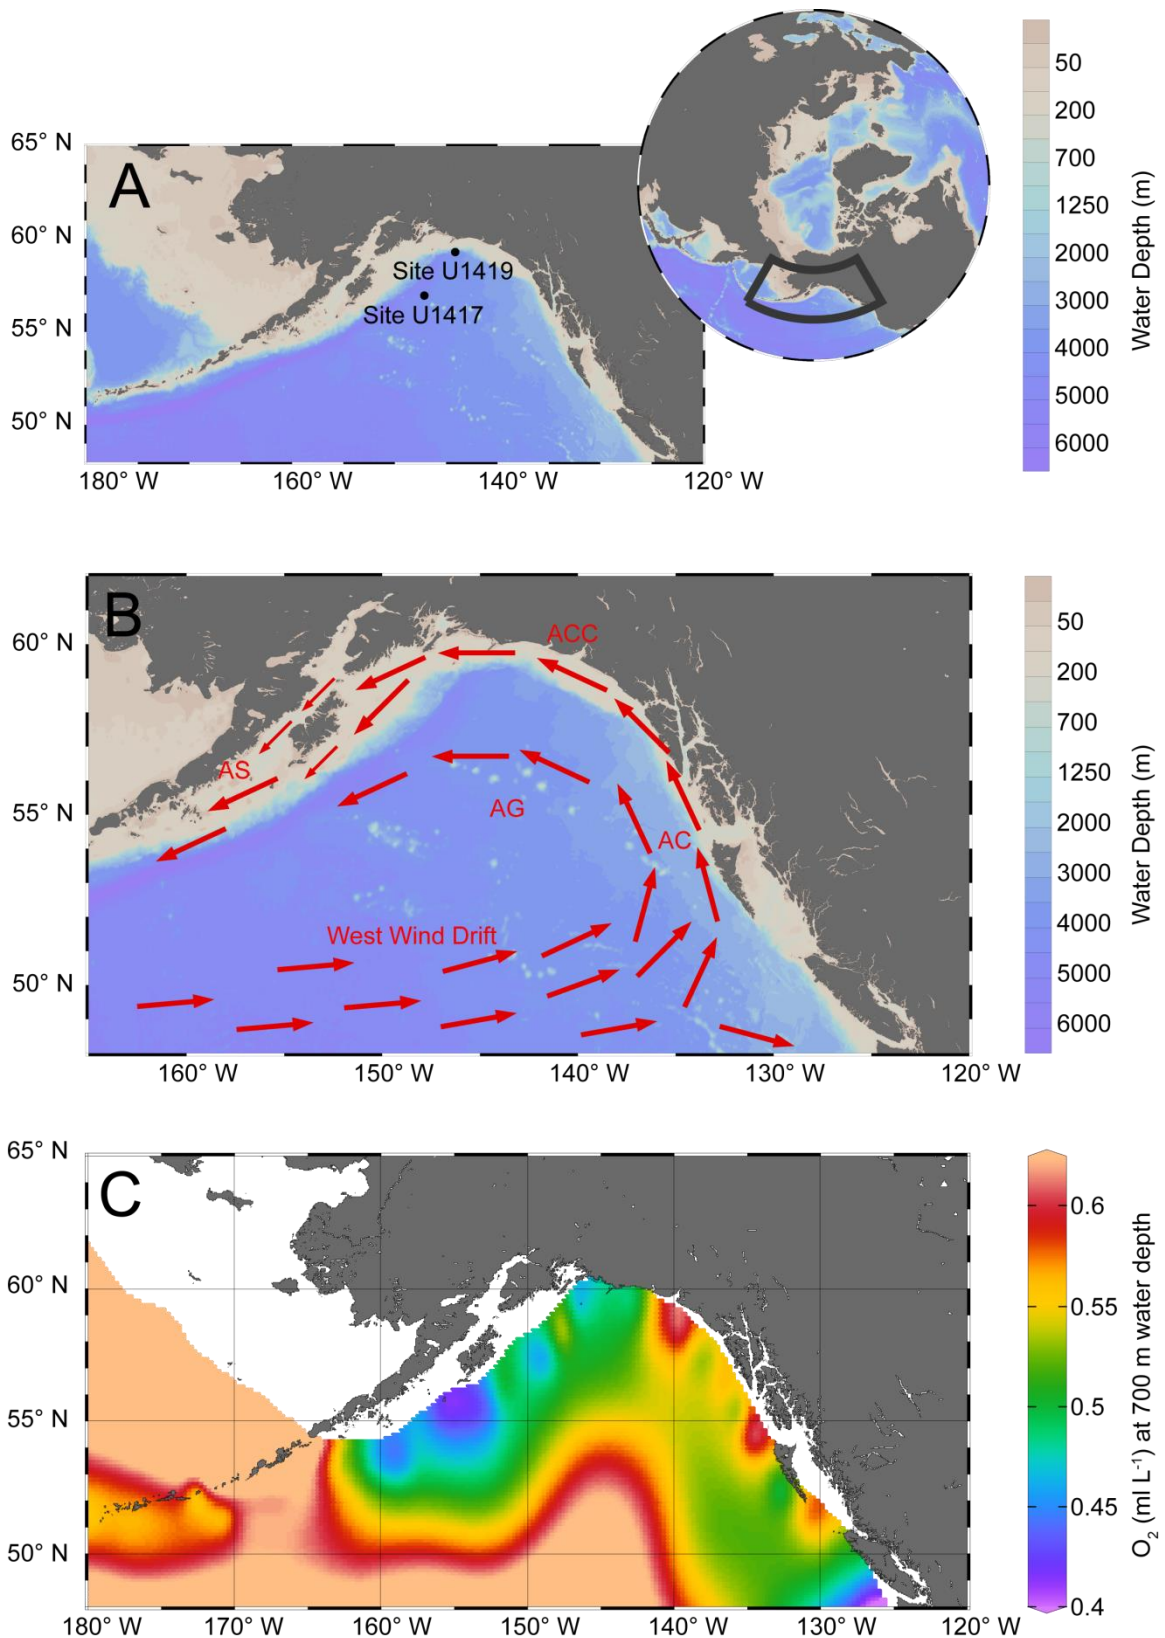 A
65° N
60° N
55° N
50° N
180° W
160° W
140° W
120° W
Site U1419
Site U1417
50
200
700
1250
2000
3000
4000
5000
6000
Water Depth (m)
B
60° N
55° N
50° N
160° W
150° W
140° W
130° W
120° W
ACC
AS
AG
AC
West Wind Drift
50
200
700
1250
2000
3000
4000
5000
6000
Water Depth (m)
C
65° N
60° N
55° N
50° N
180° W
170° W
160° W
150° W
140° W
130° W
120° W
0.6
0.55
0.5
0.45
0.4
O₂ (ml L⁻¹) at 700 m water depth